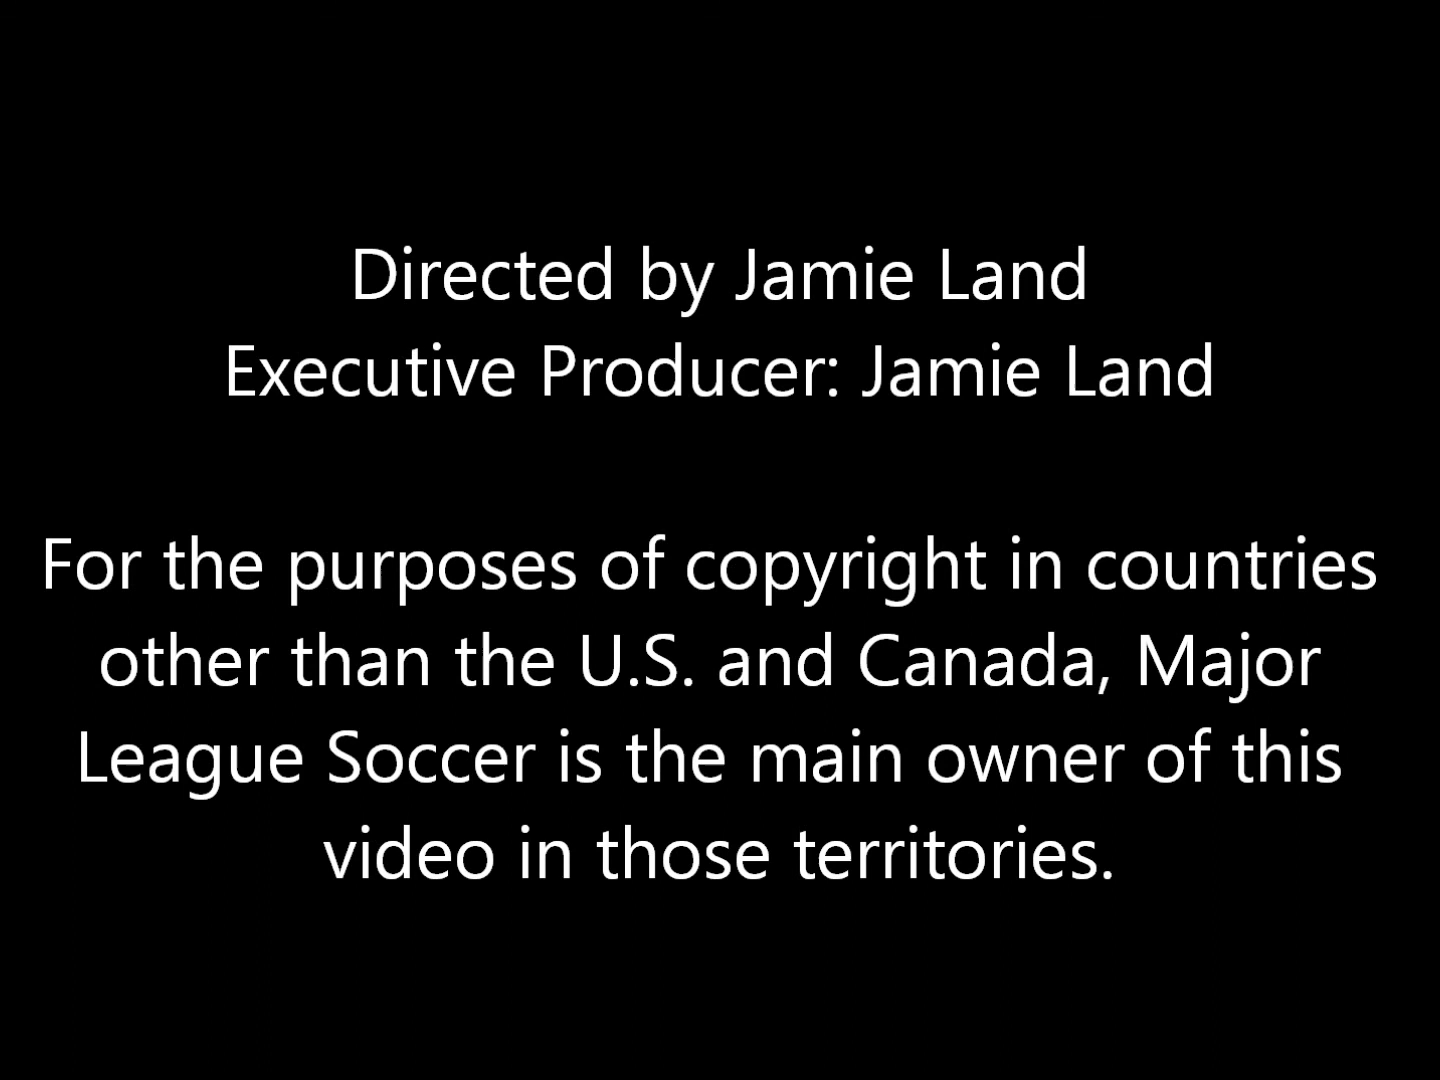 Directed by Jamie Land
Executive Producer: Jamie Land
For the purposes of copyright in countries
other than the U.S. and Canada, Major
League Soccer is the main owner of this
video in those territories.